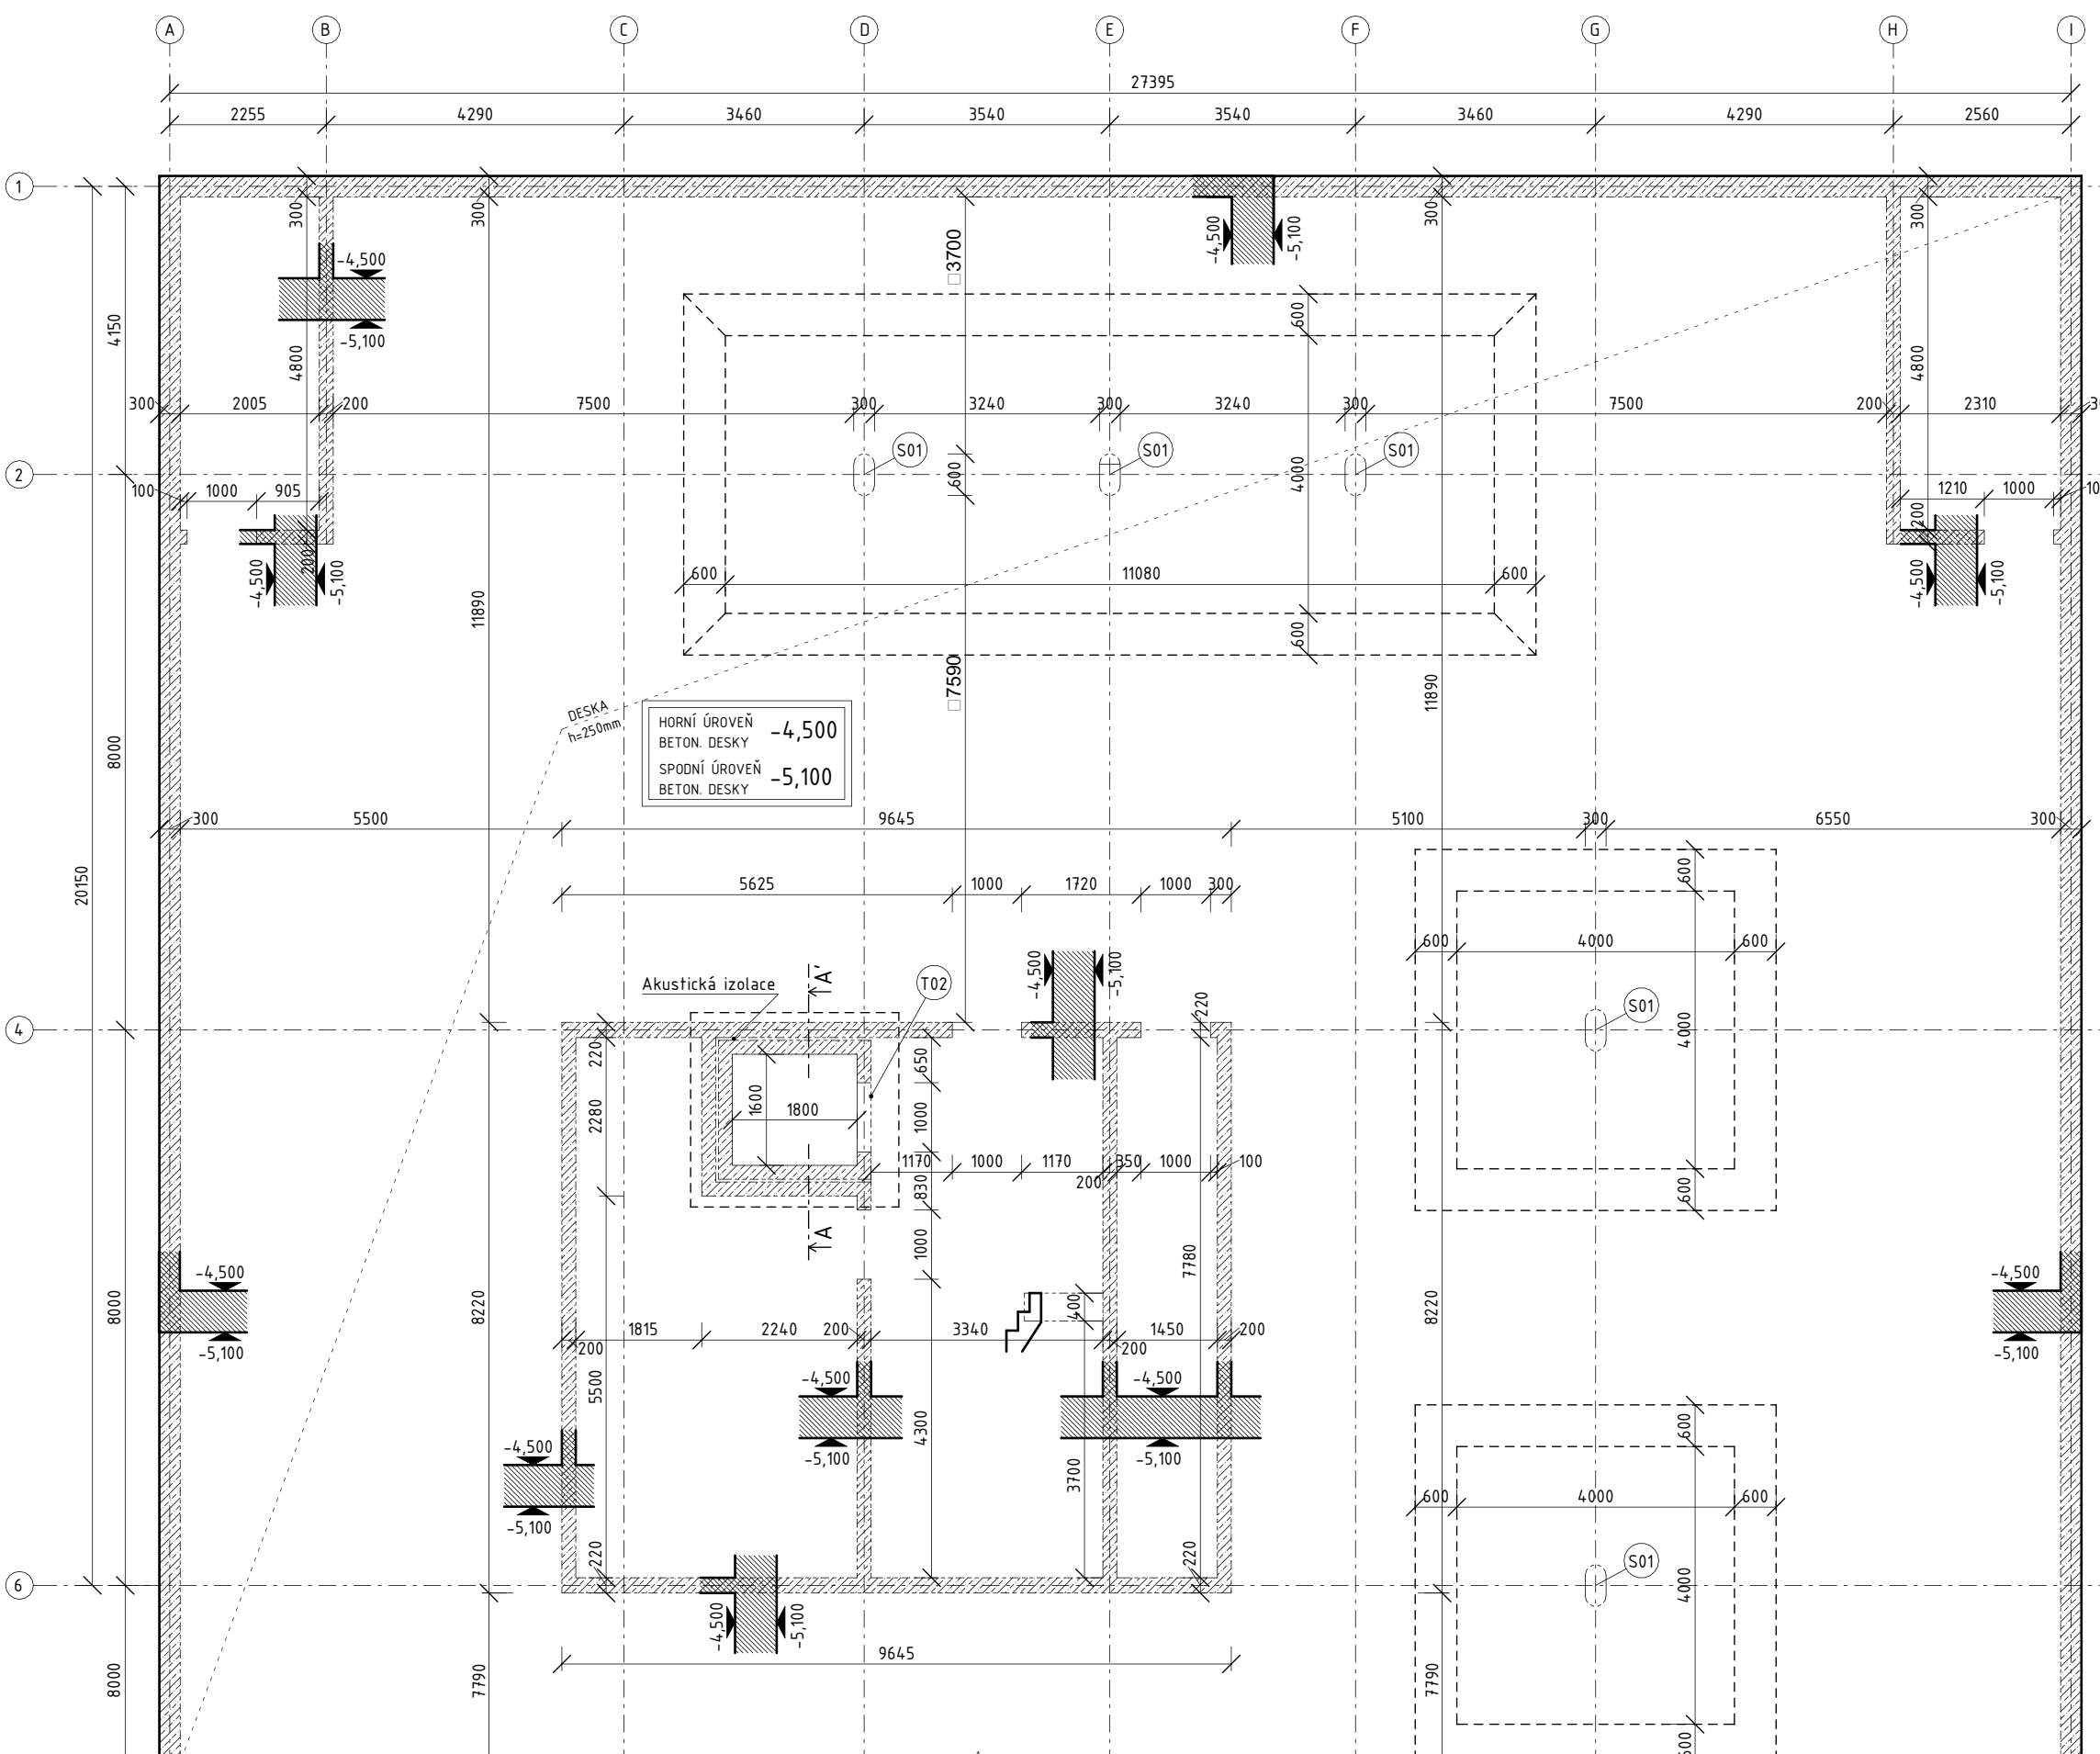 A B C D E F G H I
27395
2255 4290 3460 3540 3540 3460 4290 2560
1
300 300 300 300
-4,500 -5,100
□3700
-4,500
-5,100
4150
600
4800 4800
300 2005 200 7500 300 3240 300 3240 300 7500 200 2310
S01 S01 S01
2
600
4000
100 1000 905
1210 1000
200
200
-4,500 -5,100
-4,500 -5,100
600 11080 600
11890
600
□7590
11890
DESKA
h=250mm
HORNÍ ÚROVEŇ
BETON. DESKY
-4,500
SPODNÍ ÚROVEŇ
BETON. DESKY
-5,100
8000
300 5500 9645 5100 300 6550 300
20150
5625 1000 1720 1000 300
600
600 4000 600
Akustická izolace
A'
T02
-4,500 -5,100
220
S01
4
4000
220
650
2280
1600
1800
1000
1170 1000 1170 350 1000 100
200
830
600
A
1000
7780
-4,500
-5,100
-4,500
-5,100
8000
8220
400
8220
1815 2240 200 3340 1450 200
200 200
5500
-4,500
-5,100
-4,500
-5,100
4300
600
-4,500
-5,100
3700
600 4000 600
220
220
S01
6
4000
-4,500 -5,100
9645
8000
7790
7790